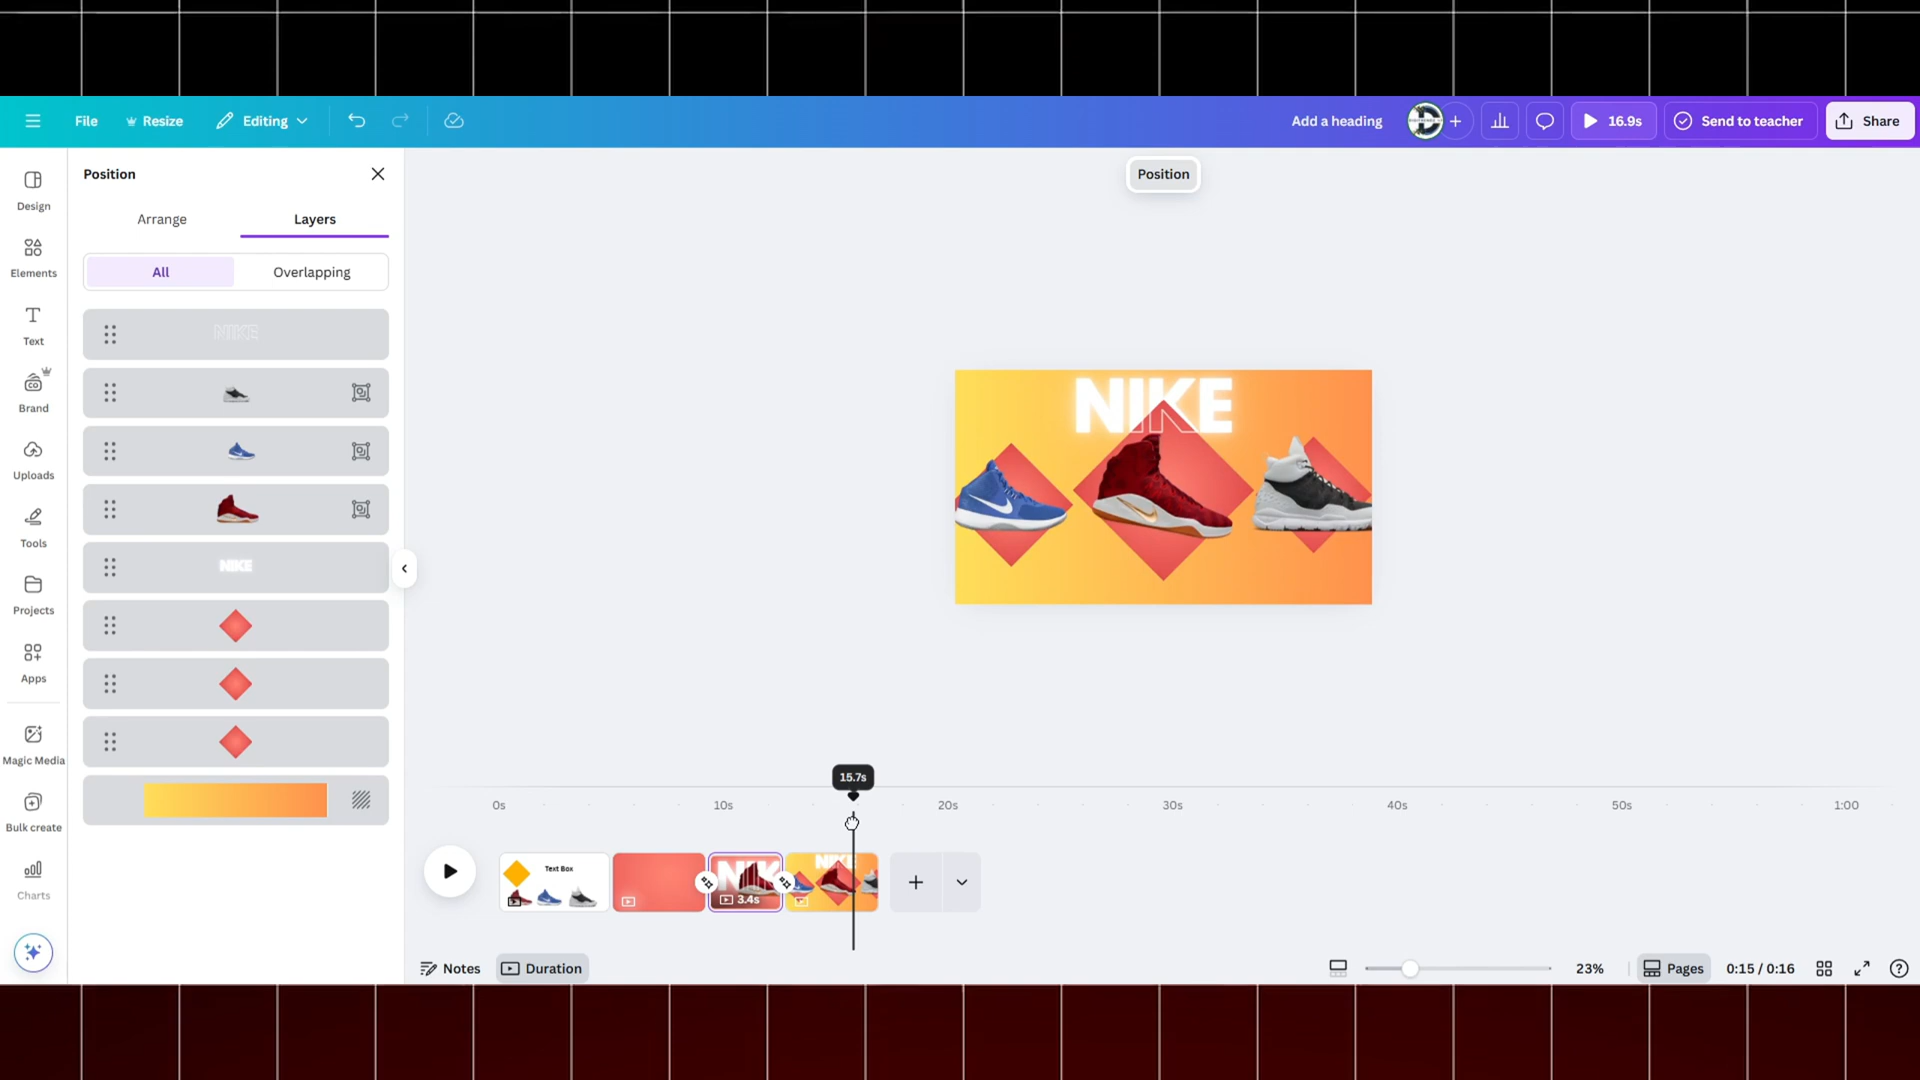 File
Resize
Editing
Add a heading
16.9s
Send to teacher
Share
Position
Position
Arrange
Layers
All
Overlapping
Design
Elements
Text
Brand
Uploads
Tools
Projects
Apps
Magic Media
Bulk create
Charts
NIKE
NIKE
NIKE
15.7s
0s
10s
20s
30s
40s
50s
1:00
Text Box
NIK
3.4s
NIKE
Notes
Duration
23%
Pages
0:15 / 0:16